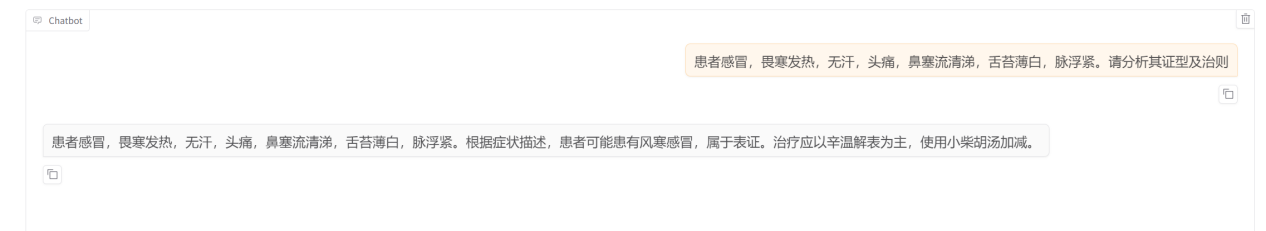 Chatbot
患者感冒，畏寒发热，无汗，头痛，鼻塞流清涕，舌苔薄白，脉浮紧。请分析其证型及治则
患者感冒，畏寒发热，无汗，头痛，鼻塞流清涕，舌苔薄白，脉浮紧。根据症状描述，患者可能患有风寒感冒，属于表证。治疗应以辛温解表为主，使用小柴胡汤加减。